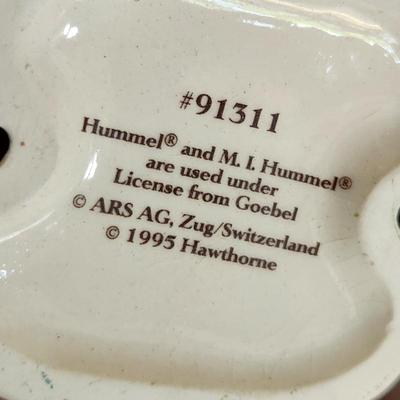 #91311
Hummel® and M. I. Hummel®
are used under
License from Goebel
© ARS AG, Zug/Switzerland
© 1995 Hawthorne